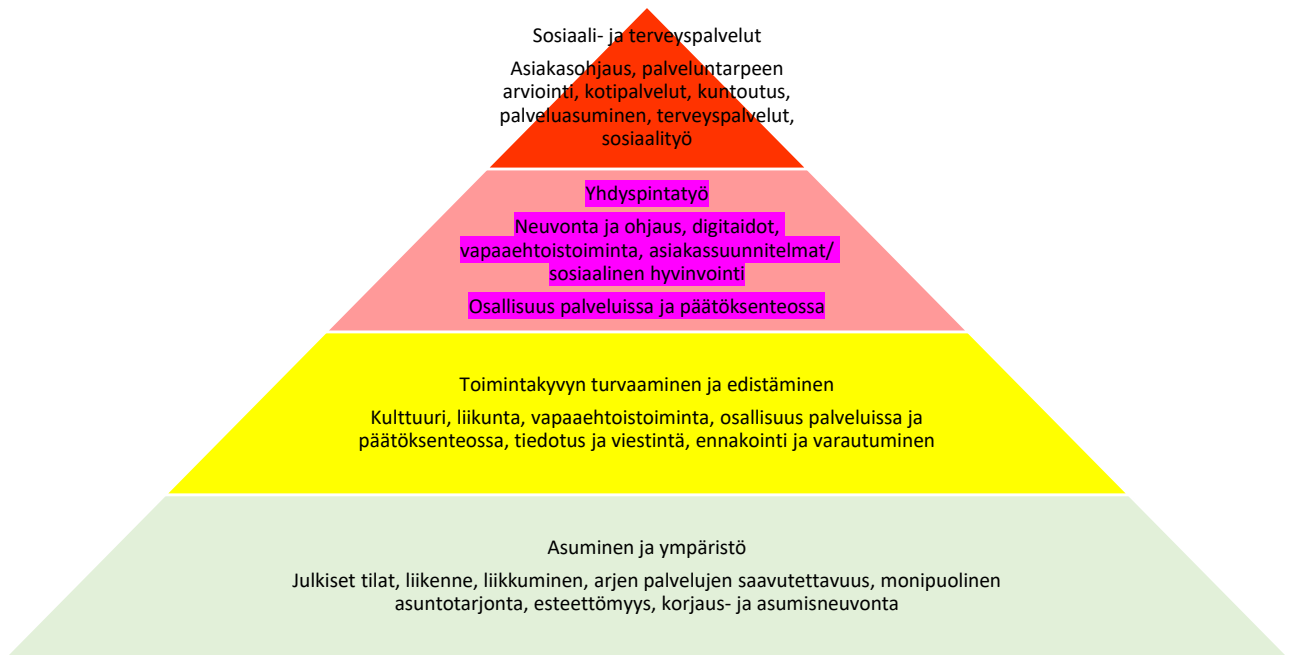 Sosiaali- ja terveyspalvelut
Asiakasohjaus, palveluntarpeen
arviointi, kotipalvelut, kuntoutus,
palveluasuminen, terveyspalvelut,
sosiaalityö
Yhdyspintatyö
Neuvonta ja ohjaus, digitaidot,
vapaaehtoistoiminta, asiakassuunnitelmat/
sosiaalinen hyvinvointi
Osallisuus palveluissa ja päätöksenteossa
Toimintakyvyn turvaaminen ja edistäminen
Kulttuuri, liikunta, vapaaehtoistoiminta, osallisuus palveluissa ja
päätöksenteossa, tiedotus ja viestintä, ennakointi ja varautuminen
Asuminen ja ympäristö
Julkiset tilat, liikenne, liikkuminen, arjen palvelujen saavutettavuus, monipuolinen
asuntotarjonta, esteettömyys, korjaus- ja asumisneuvonta